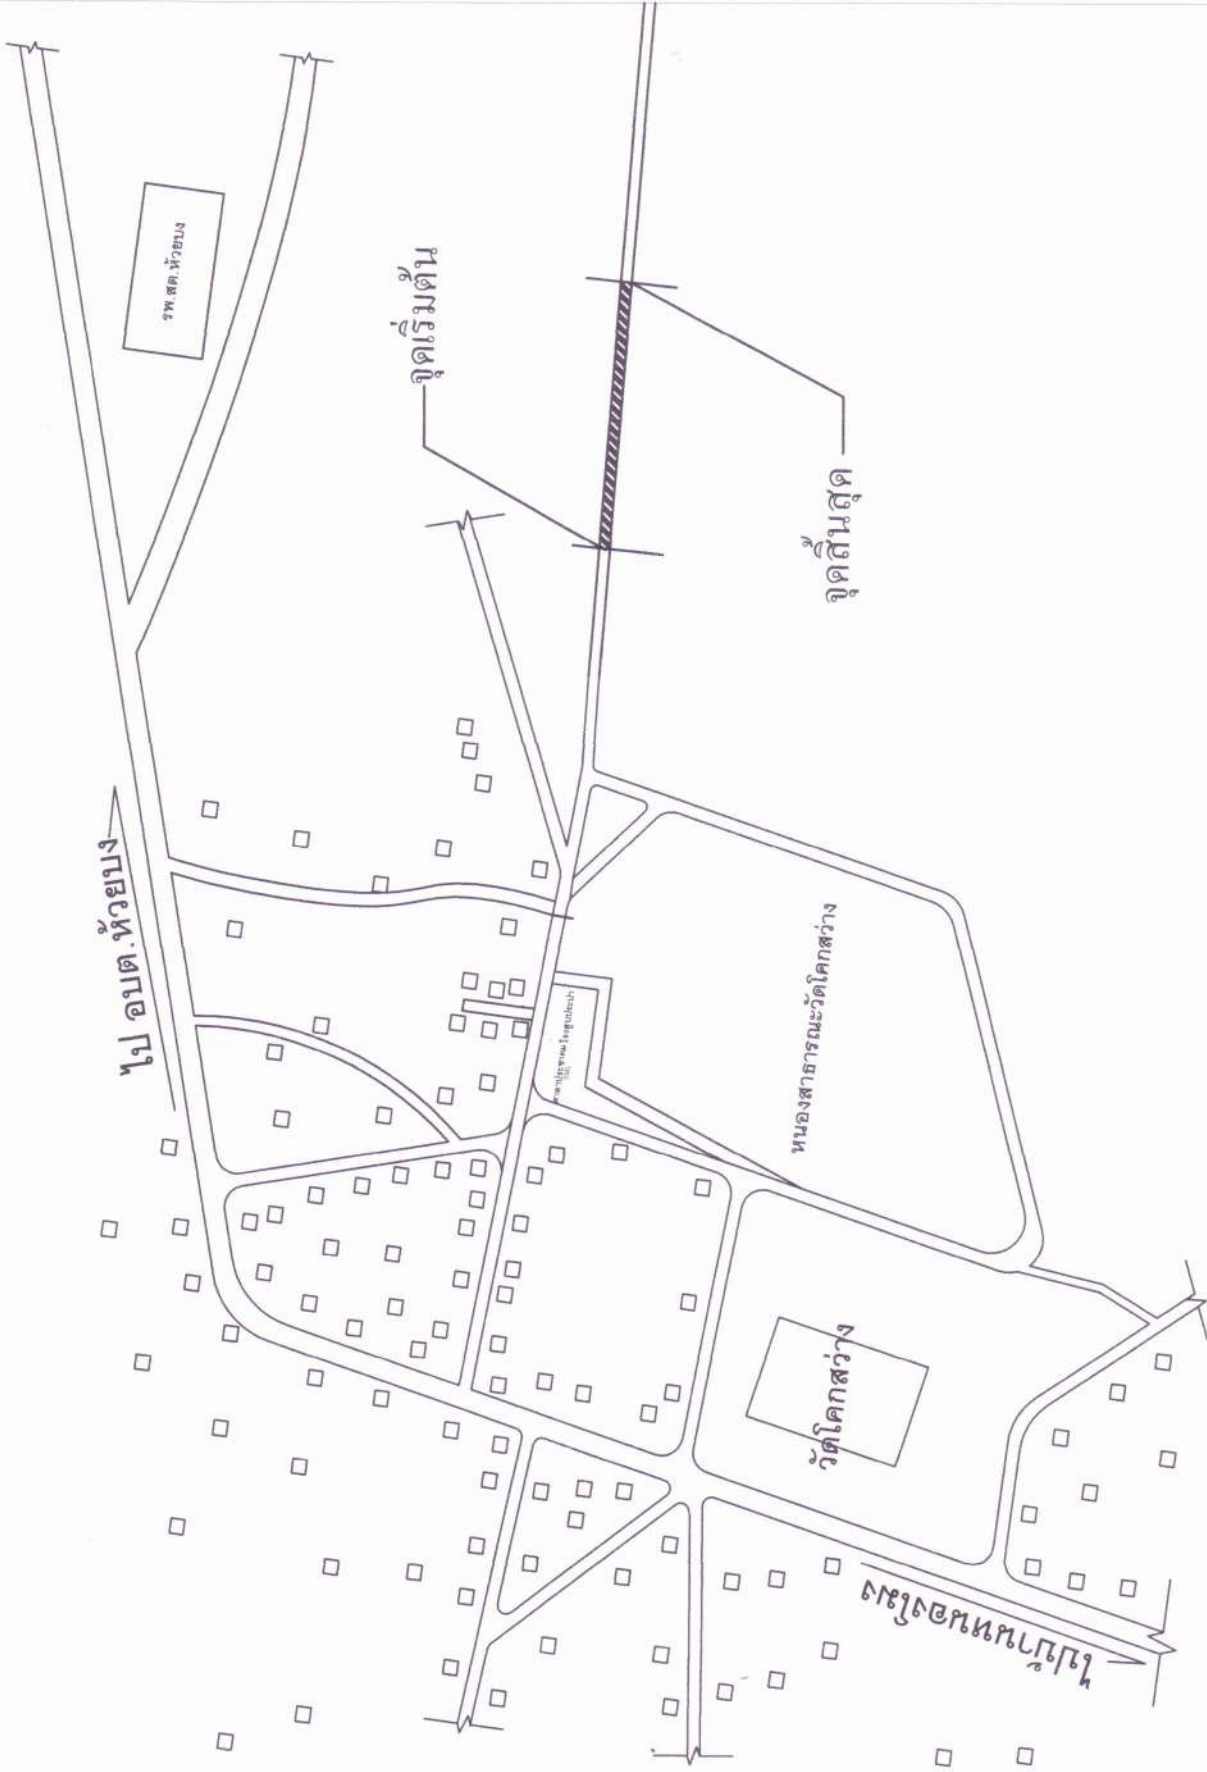 รพ.สต.ห้วยบง
จุดเริ่มต้น
จุดสิ้นสุด
ไป อบต.ห้วยบง
หนองสาธารณะวัดโคกสว่าง
วัดโคกสว่าง
ไปบ้านหนองโมง